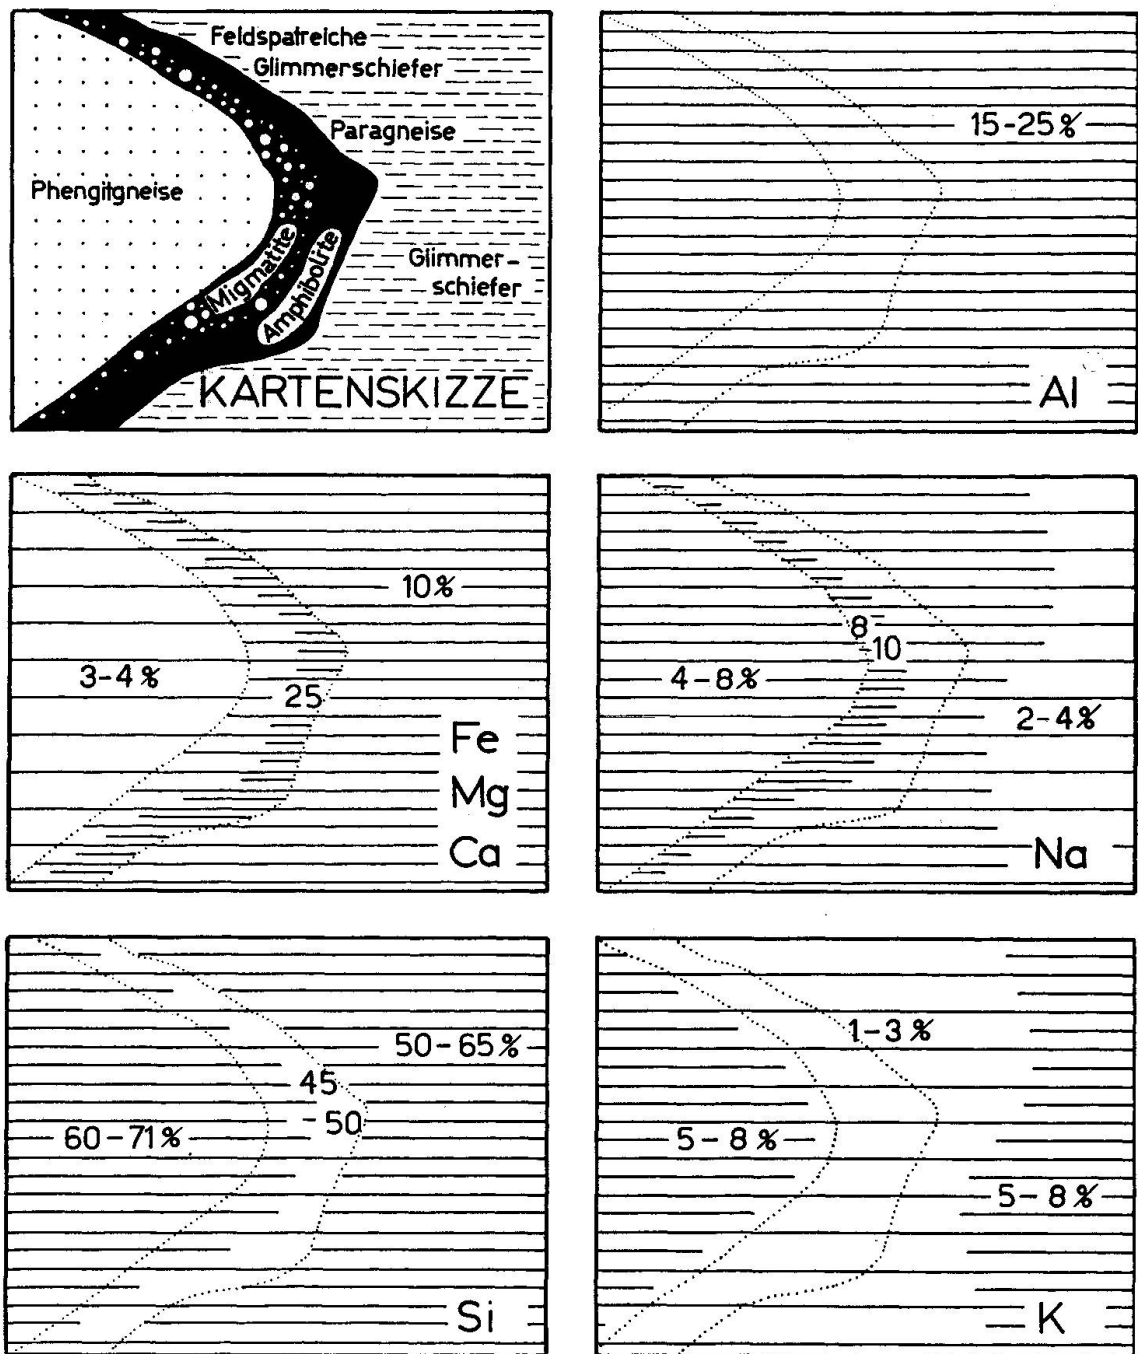 Feldspatreiche
Glimmerschiefer
Paragneise
Phengitgneise
Glimmer-
schiefer
Migmatite
Amphibolite
KARTENSKIZZE
15-25%
Al
10%
3-4%
25
Fe
Mg
Ca
8
10
4-8%
2-4%
Na
50-65%
45
-50
60-71%
Si
1-3%
5-8%
5-8%
K